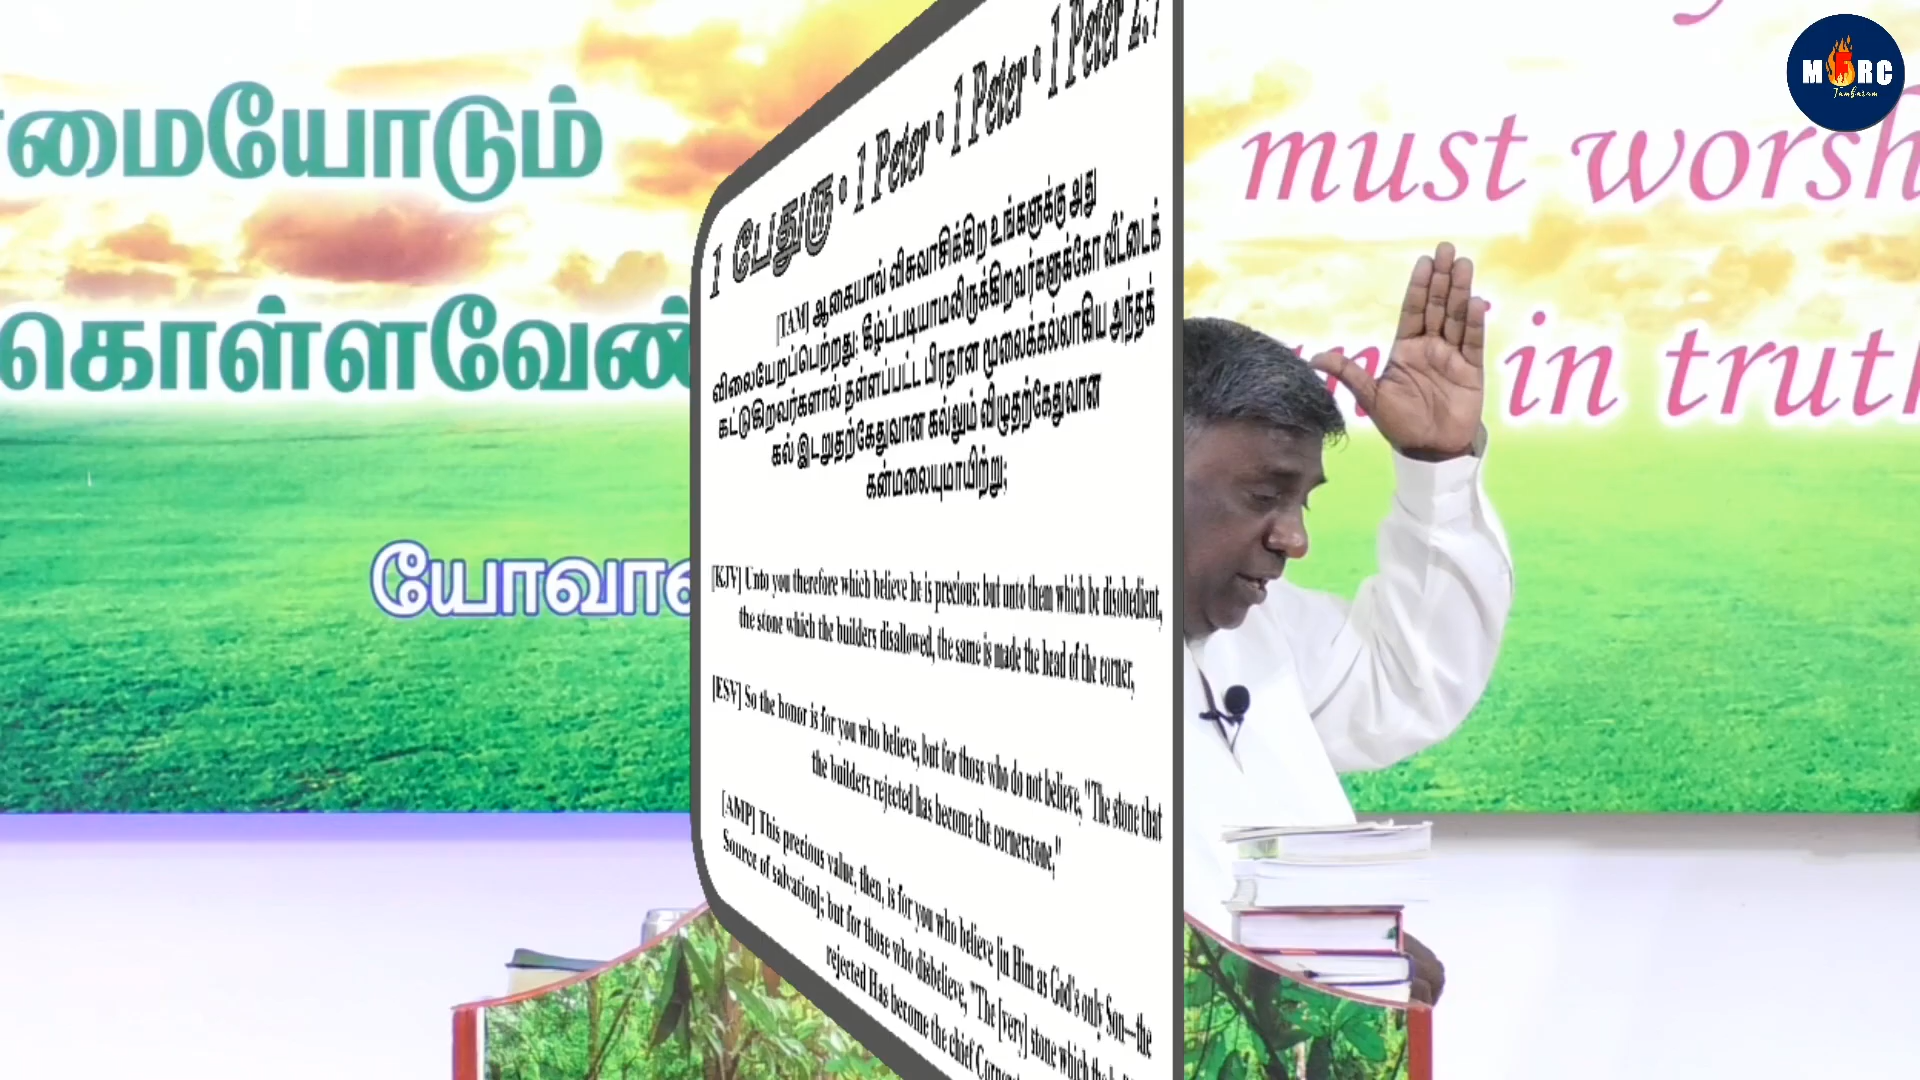 மையோடும்
கொள்ளவேண்
யோவா
must worsh
in truth
MFRC
Tambaram
1 பேதுரு • 1 Peter • 1 Peter • 1 Peter 2:7
[TAM] ஆகையால் விசுவாசிக்கிற உங்களுக்கு அது
விலையேறப்பெற்றது; கீழ்ப்படியாமலிருக்கிறவர்களுக்கோ வீட்டைக்
கட்டுகிறவர்களால் தள்ளப்பட்ட பிரதான மூலைக்கல்லாகிய அந்தக்
கல் இடறுதற்கேதுவான கல்லும் விழுதற்கேதுவான
கன்மலையுமாயிற்று;
[KJV] Unto you therefore which believe he is precious: but unto them which be disobedient,
the stone which the builders disallowed, the same is made the head of the corner,
[ESV] So the honor is for you who believe, but for those who do not believe, "The stone that
the builders rejected has become the cornerstone,"
[AMP] This precious value, then, is for you who believe [in Him as God's only Son—the
Source of salvation]; but for those who disbelieve, "The [very] stone which the
rejected Has become the chief